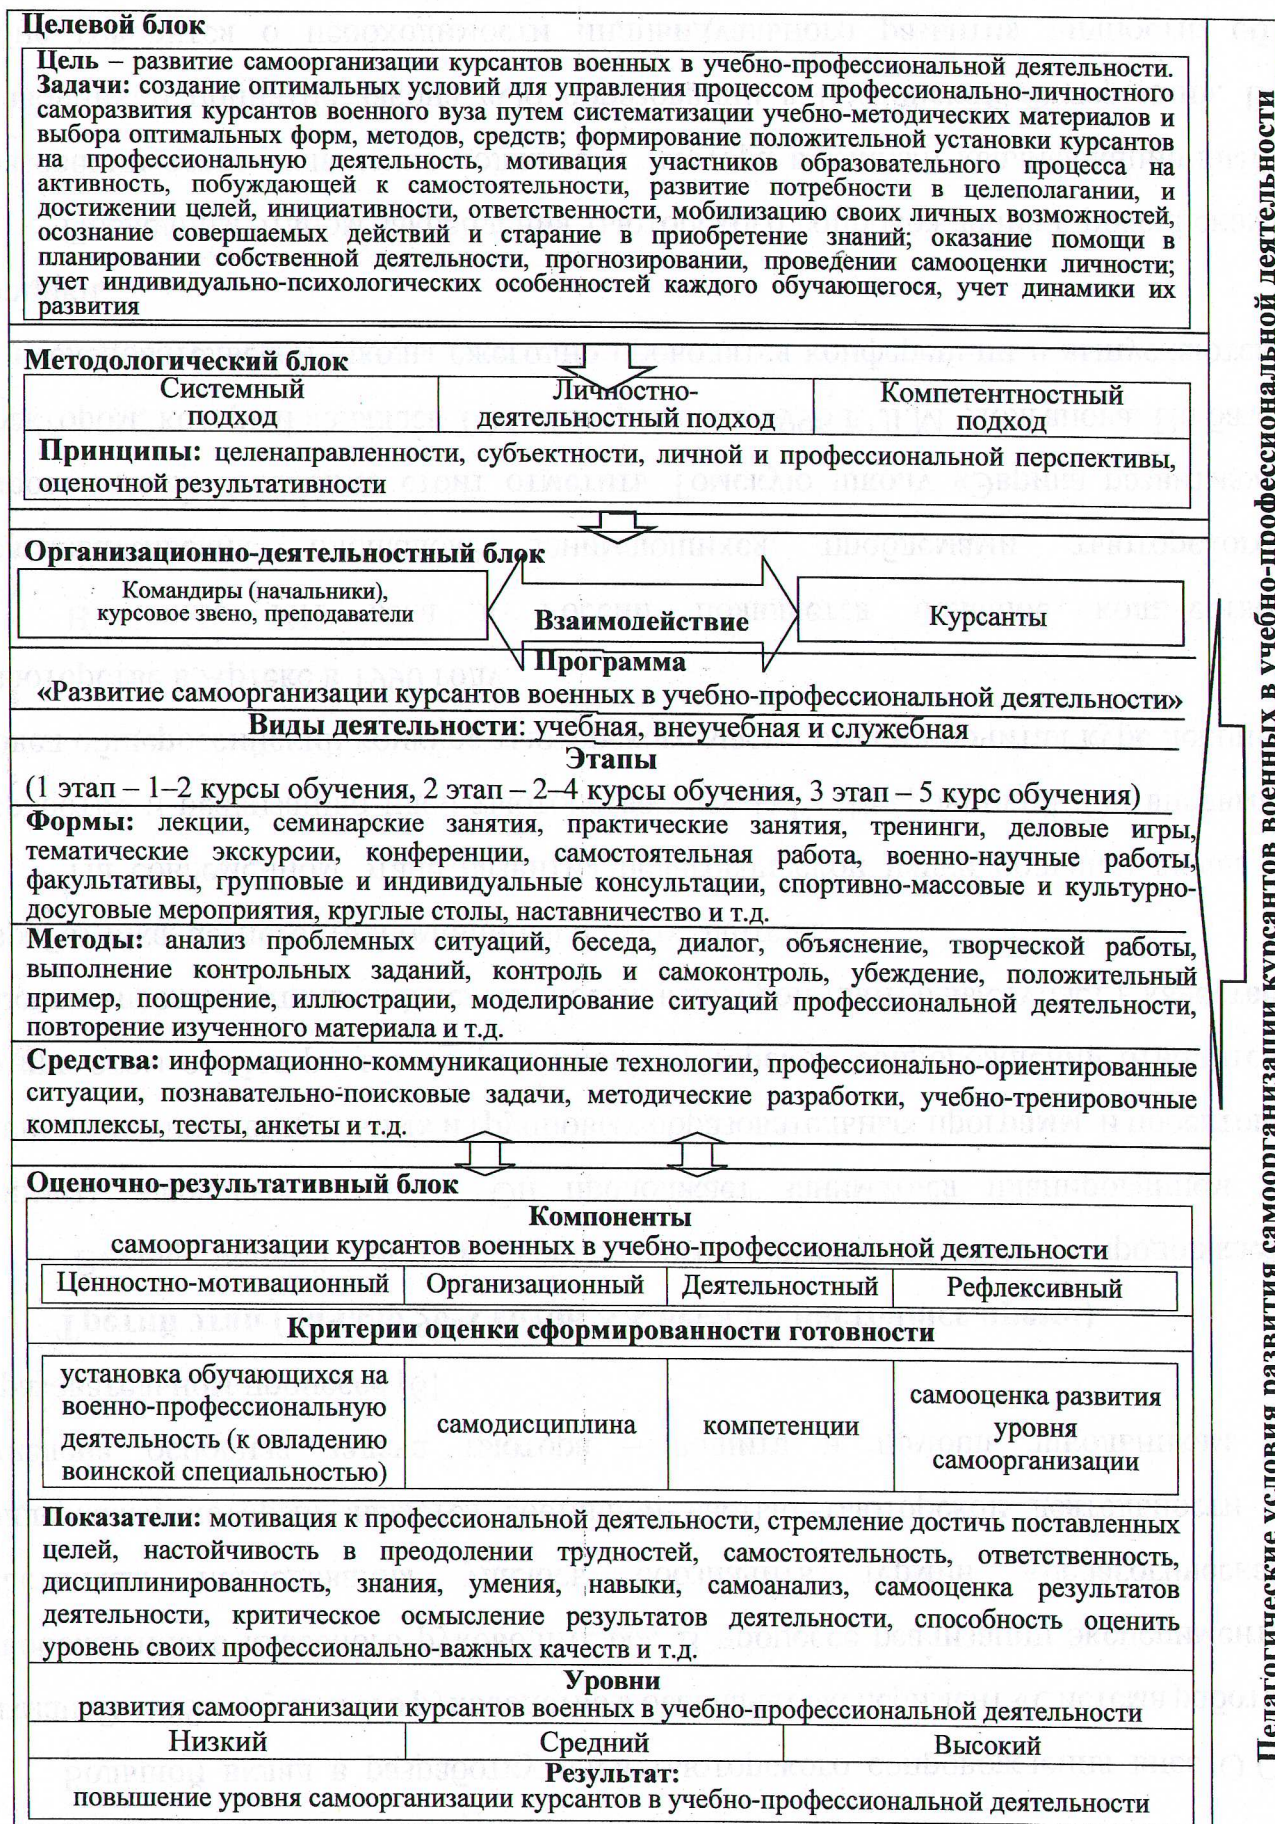 Целевой блок
Цель – развитие самоорганизации курсантов военных в учебно-профессиональной деятельности.
Задачи: создание оптимальных условий для управления процессом профессионально-личностного
саморазвития курсантов военного вуза путем систематизации учебно-методических материалов и
выбора оптимальных форм, методов, средств; формирование положительной установки курсантов
на профессиональную деятельность, мотивация участников образовательного процесса на
активность, побуждающей к самостоятельности, развитие потребности в целеполагании, и
достижении целей, инициативности, ответственности, мобилизацию своих личных возможностей,
осознание совершаемых действий и старание в приобретение знаний; оказание помощи в
планировании собственной деятельности, прогнозировании, проведении самооценки личности;
учет индивидуально-психологических особенностей каждого обучающегося, учет динамики их
развития
Методологический блок
Системный
подход
Личностно-
деятельностный подход
Компетентностный
подход
Принципы: целенаправленности, субъектности, личной и профессиональной перспективы,
оценочной результативности
Организационно-деятельностный блок
Командиры (начальники),
курсовое звено, преподаватели
Взаимодействие
Курсанты
Программа
«Развитие самоорганизации курсантов военных в учебно-профессиональной деятельности»
Виды деятельности: учебная, внеучебная и служебная
Этапы
(1 этап – 1–2 курсы обучения, 2 этап – 2–4 курсы обучения, 3 этап – 5 курс обучения)
Формы: лекции, семинарские занятия, практические занятия, тренинги, деловые игры,
тематические экскурсии, конференции, самостоятельная работа, военно-научные работы,
факультативы, групповые и индивидуальные консультации, спортивно-массовые и культурно-
досуговые мероприятия, круглые столы, наставничество и т.д.
Методы: анализ проблемных ситуаций, беседа, диалог, объяснение, творческой работы,
выполнение контрольных заданий, контроль и самоконтроль, убеждение, положительный
пример, поощрение, иллюстрации, моделирование ситуаций профессиональной деятельности,
повторение изученного материала и т.д.
Средства: информационно-коммуникационные технологии, профессионально-ориентированные
ситуации, познавательно-поисковые задачи, методические разработки, учебно-тренировочные
комплексы, тесты, анкеты и т.д.
Оценочно-результативный блок
Компоненты
самоорганизации курсантов военных в учебно-профессиональной деятельности
Ценностно-мотивационный
Организационный
Деятельностный
Рефлексивный
Критерии оценки сформированности готовности
установка обучающихся на
военно-профессиональную
деятельность (к овладению
воинской специальностью)
самодисциплина
компетенции
самооценка развития
уровня
самоорганизации
Показатели: мотивация к профессиональной деятельности, стремление достичь поставленных
целей, настойчивость в преодолении трудностей, самостоятельность, ответственность,
дисциплинированность, знания, умения, навыки, самоанализ, самооценка результатов
деятельности, критическое осмысление результатов деятельности, способность оценить
уровень своих профессионально-важных качеств и т.д.
Уровни
развития самоорганизации курсантов военных в учебно-профессиональной деятельности
Низкий
Средний
Высокий
Результат:
повышение уровня самоорганизации курсантов в учебно-профессиональной деятельности
Педагогические условия развития самоорганизации курсантов военных в учебно-профессиональной деятельности